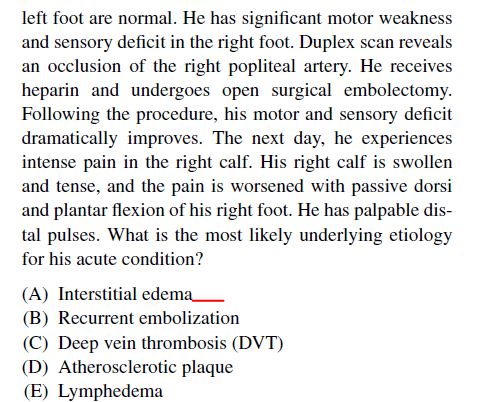 left foot are normal. He has significant motor weakness
and sensory deficit in the right foot. Duplex scan reveals
an occlusion of the right popliteal artery. He receives
heparin and undergoes open surgical embolectomy.
Following the procedure, his motor and sensory deficit
dramatically improves. The next day, he experiences
intense pain in the right calf. His right calf is swollen
and tense, and the pain is worsened with passive dorsi
and plantar flexion of his right foot. He has palpable dis-
tal pulses. What is the most likely underlying etiology
for his acute condition?
(A) Interstitial edema
(B) Recurrent embolization
(C) Deep vein thrombosis (DVT)
(D) Atherosclerotic plaque
(E) Lymphedema